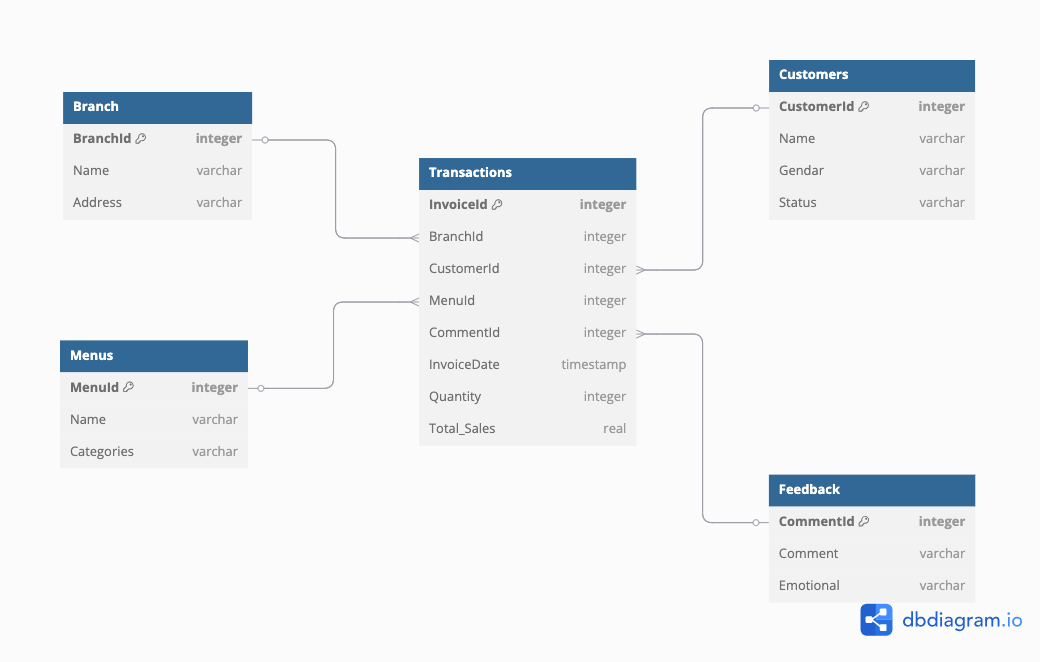 Branch
BranchId integer
Name varchar
Address varchar
Menus
MenuId integer
Name varchar
Categories varchar
Transactions
InvoiceId integer
BranchId integer
CustomerId integer
MenuId integer
CommentId integer
InvoiceDate timestamp
Quantity integer
Total_Sales real
Customers
CustomerId integer
Name varchar
Gendar varchar
Status varchar
Feedback
CommentId integer
Comment varchar
Emotional varchar
dbdiagram.io